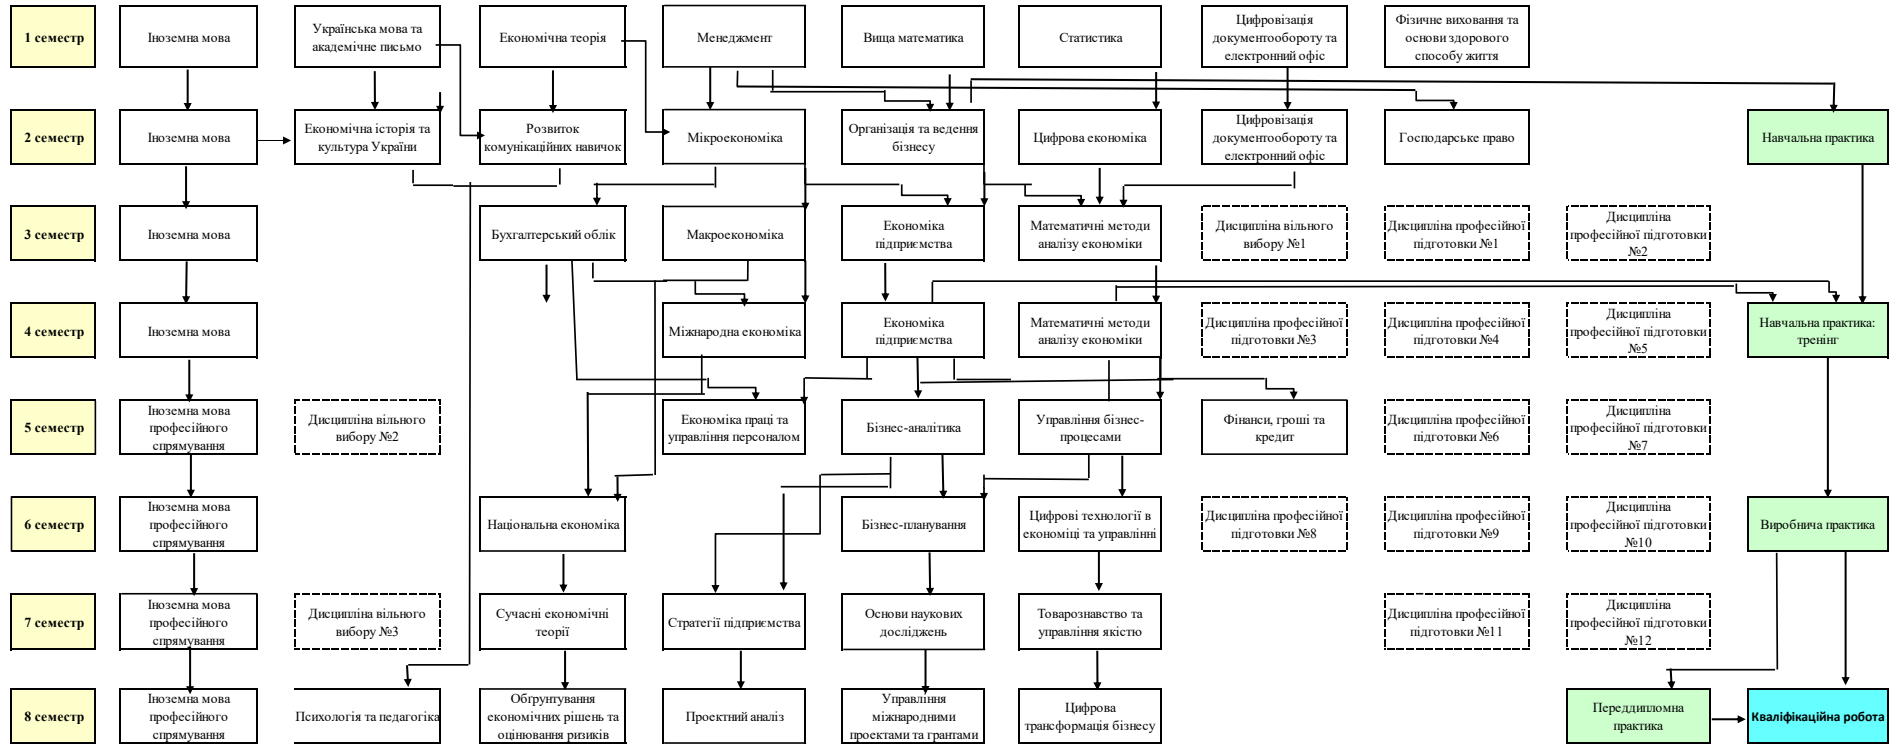 1 семестр
Іноземна мова
Українська мова та
академічне письмо
Економічна теорія
Менеджмент
Вища математика
Статистика
Цифровізація
документообороту та
електронний офіс
Фізичне виховання та
основи здорового
способу життя
2 семестр
Іноземна мова
Економічна історія та
культура України
Розвиток
комунікаційних навичок
Мікроекономіка
Організація та ведення
бізнесу
Цифрова економіка
Цифровізація
документообороту та
електронний офіс
Господарське право
Навчальна практика
3 семестр
Іноземна мова
Бухгалтерський облік
Макроекономіка
Економіка
підприємства
Математичні методи
аналізу економіки
Дисципліна вільного
вибору №1
Дисципліна професійної
підготовки №1
Дисципліна
професійної підготовки
№2
4 семестр
Іноземна мова
Міжнародна економіка
Економіка
підприємства
Математичні методи
аналізу економіки
Дисципліна професійної
підготовки №3
Дисципліна професійної
підготовки №4
Дисципліна
професійної підготовки
№5
Навчальна практика:
тренінг
5 семестр
Іноземна мова
професійного
спрямування
Дисципліна вільного
вибору №2
Економіка праці та
управління персоналом
Бізнес-аналітика
Управління бізнес-
процесами
Фінанси, гроші та
кредит
Дисципліна професійної
підготовки №6
Дисципліна
професійної підготовки
№7
6 семестр
Іноземна мова
професійного
спрямування
Національна економіка
Бізнес-планування
Цифрові технології в
економіці та управлінні
Дисципліна професійної
підготовки №8
Дисципліна професійної
підготовки №9
Дисципліна
професійної підготовки
№10
Виробнича практика
7 семестр
Іноземна мова
професійного
спрямування
Дисципліна вільного
вибору №3
Сучасні економічні
теорії
Стратегії підприємства
Основи наукових
досліджень
Товарознавство та
управління якістю
Дисципліна професійної
підготовки №11
Дисципліна
професійної підготовки
№12
8 семестр
Іноземна мова
професійного
спрямування
Психологія та педагогіка
Обґрунтування
економічних рішень та
оцінювання ризиків
Проектний аналіз
Управління
міжнародними
проектами та грантами
Цифрова
трансформація бізнесу
Переддипломна
практика
Кваліфікаційна робота